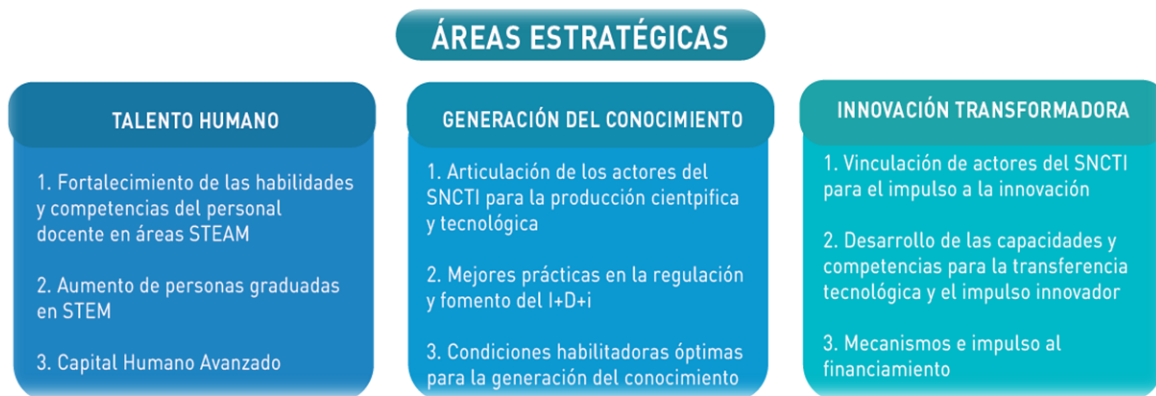 ÁREAS ESTRATÉGICAS
TALENTO HUMANO
1. Fortalecimiento de las habilidades
y competencias del personal
docente en áreas STEAM
2. Aumento de personas graduadas
en STEM
3. Capital Humano Avanzado
GENERACIÓN DEL CONOCIMIENTO
1. Articulación de los actores del
SNCTI para la producción cientpifica
y tecnológica
2. Mejores prácticas en la regulación
y fomento del I+D+i
3. Condiciones habilitadoras óptimas
para la generación del conocimiento
INNOVACIÓN TRANSFORMADORA
1. Vinculación de actores del SNCTI
para el impulso a la innovación
2. Desarrollo de las capacidades y
competencias para la transferencia
tecnológica y el impulso innovador
3. Mecanismos e impulso al
financiamiento